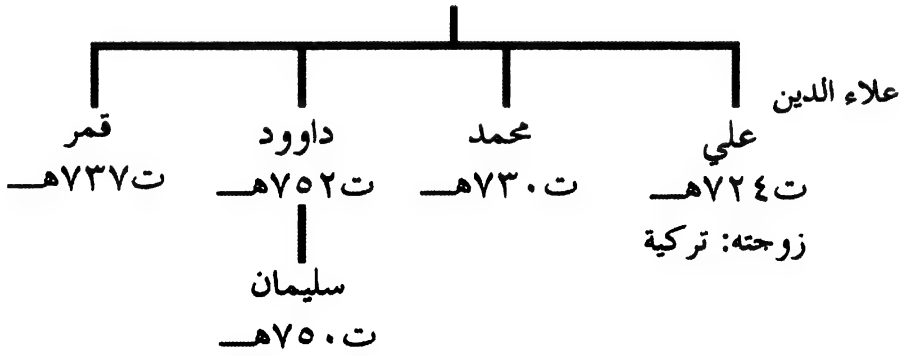 علاء الدين
علي محمد داوود قمر
ت٧٢٤هـ ت٧٣٠هـ ت٧٥٢هـ ت٧٣٧هـ
زوجته: تركية
سليمان
ت٧٥٠هـ